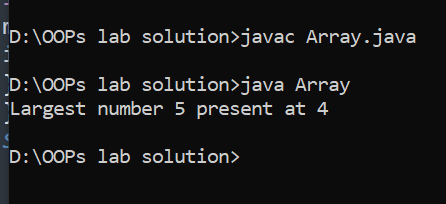 D:\OOPs lab solution>javac Array.java
D:\OOPs lab solution>java Array
Largest number 5 present at 4
D:\OOPs lab solution>